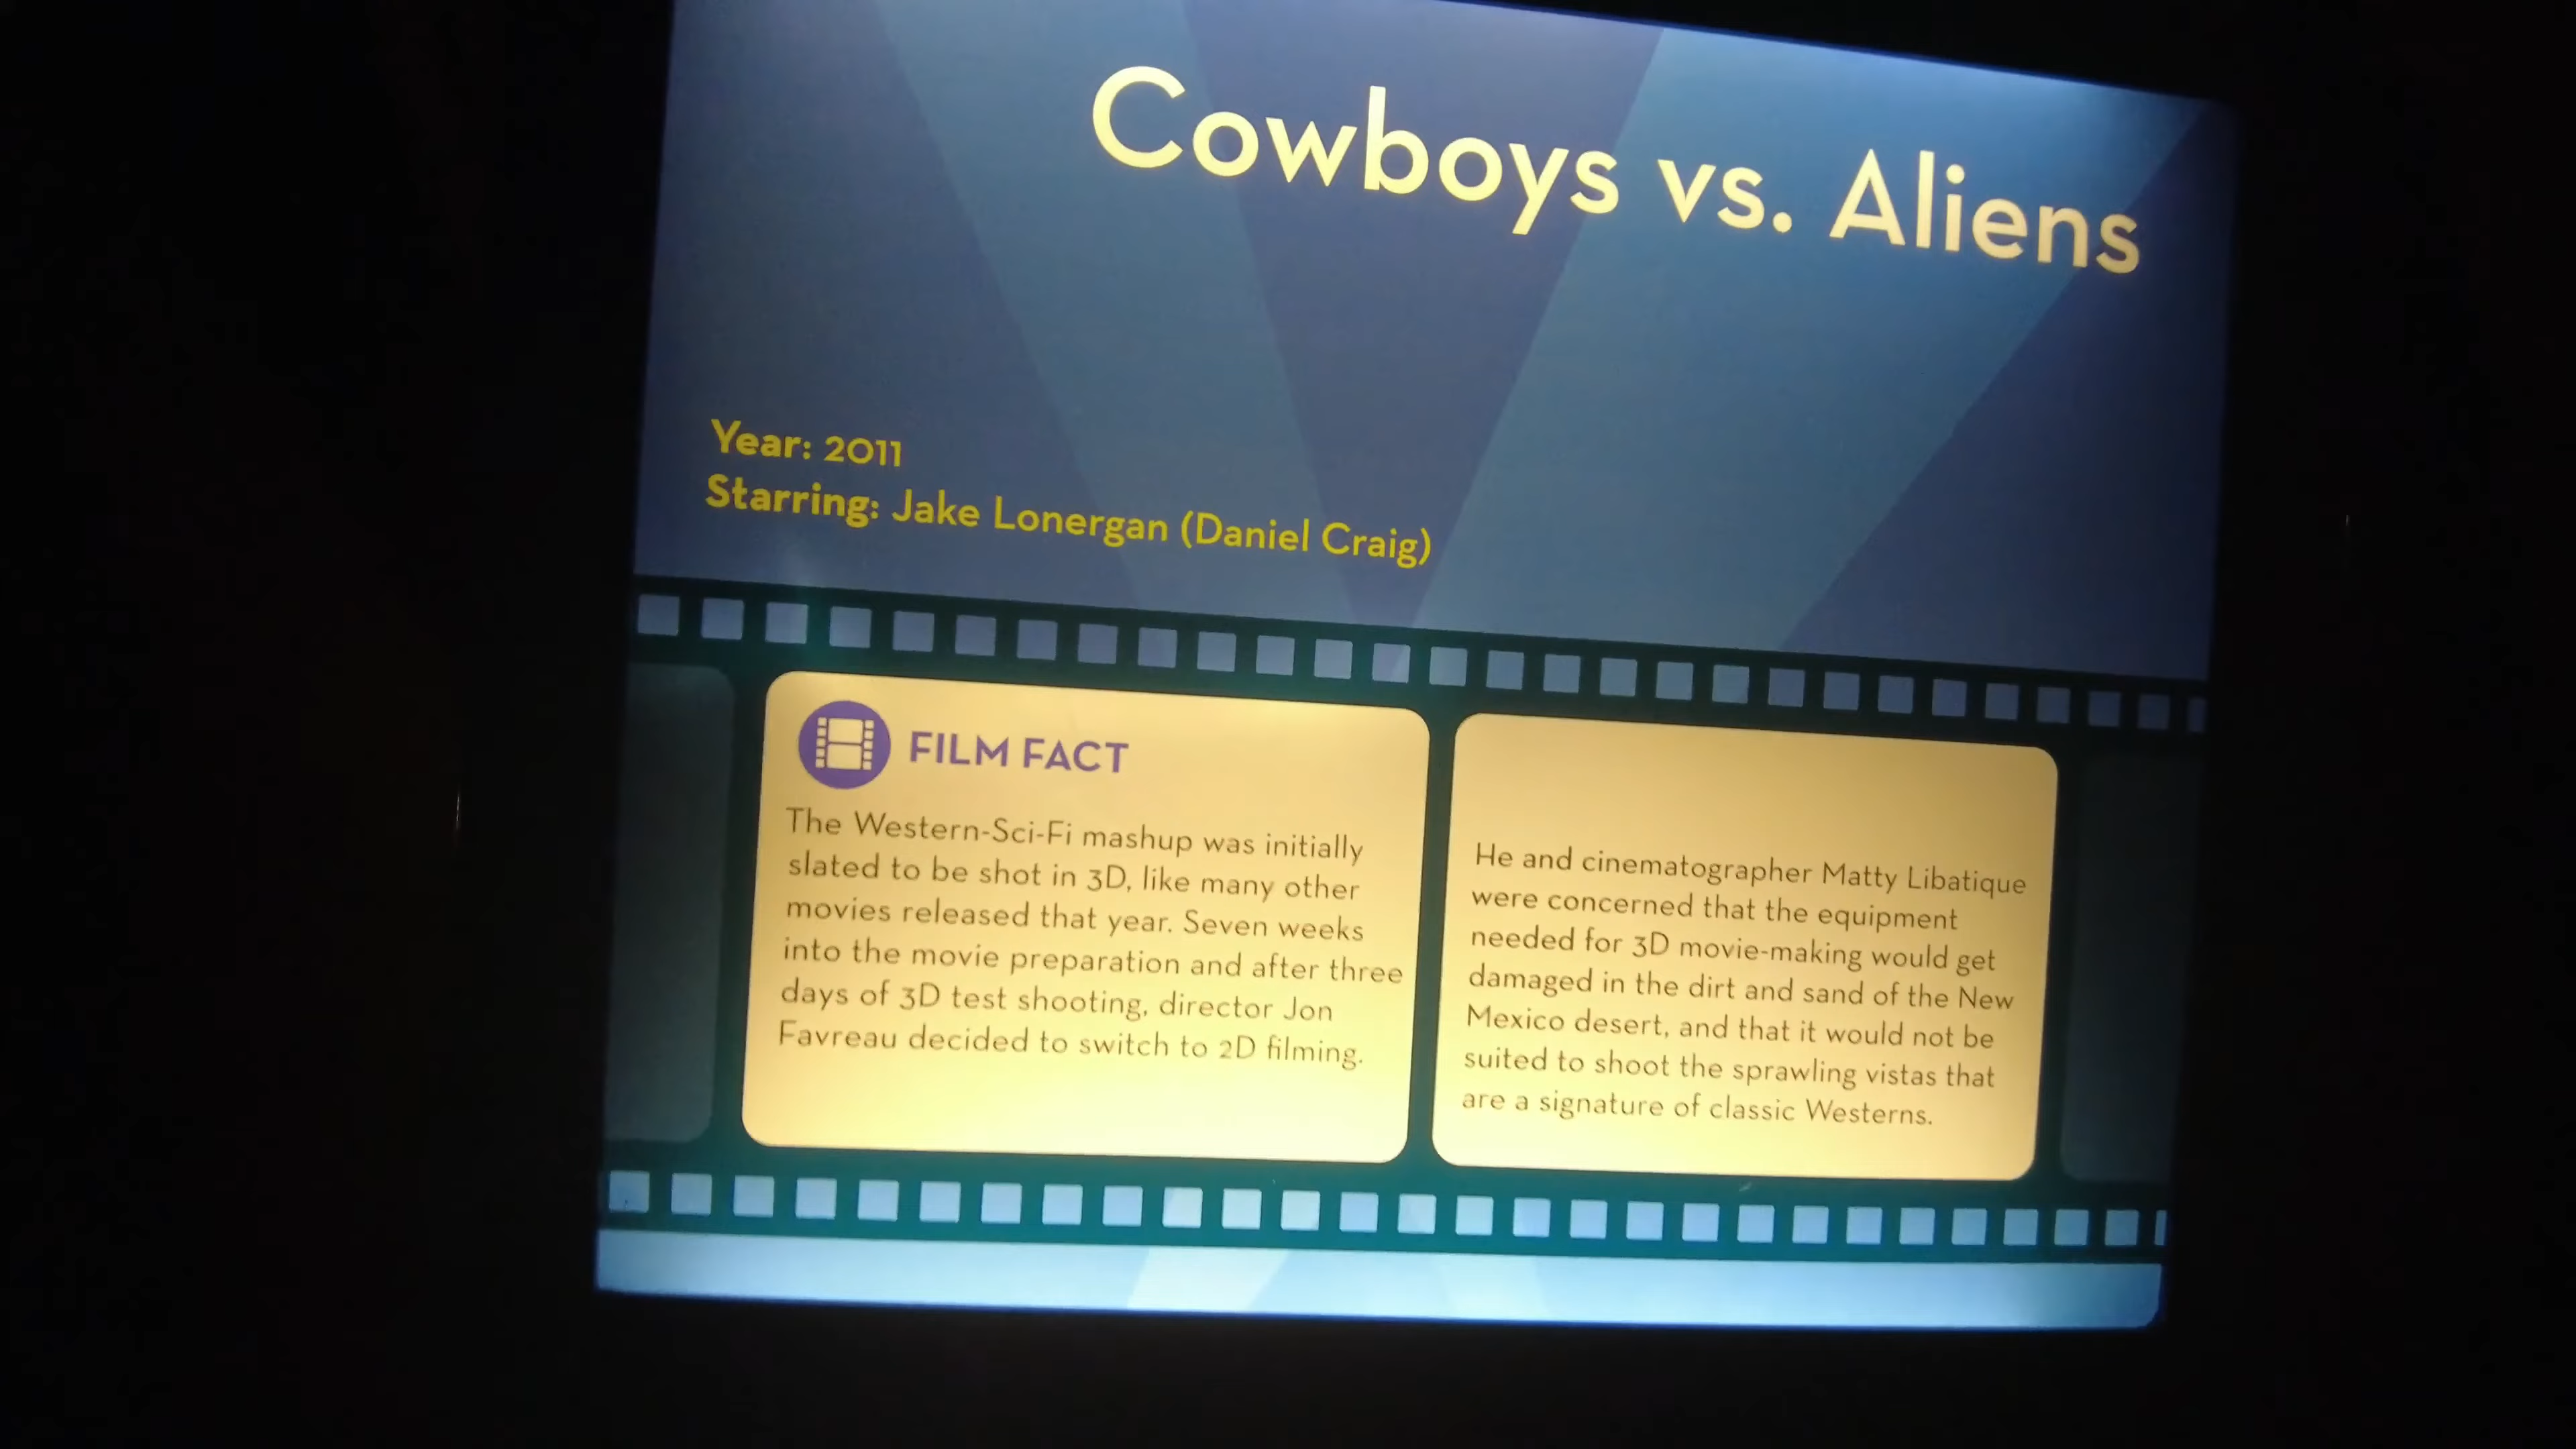 Cowboys vs. Aliens
Year: 2011
Starring: Jake Lonergan (Daniel Craig)
FILM FACT
The Western-Sci-Fi mashup was initially
slated to be shot in 3D, like many other
movies released that year. Seven weeks
into the movie preparation and after three
days of 3D test shooting, director Jon
Favreau decided to switch to 2D filming.
He and cinematographer Matty Libatique
were concerned that the equipment
needed for 3D movie-making would get
damaged in the dirt and sand of the New
Mexico desert, and that it would not be
suited to shoot the sprawling vistas that
are a signature of classic Westerns.